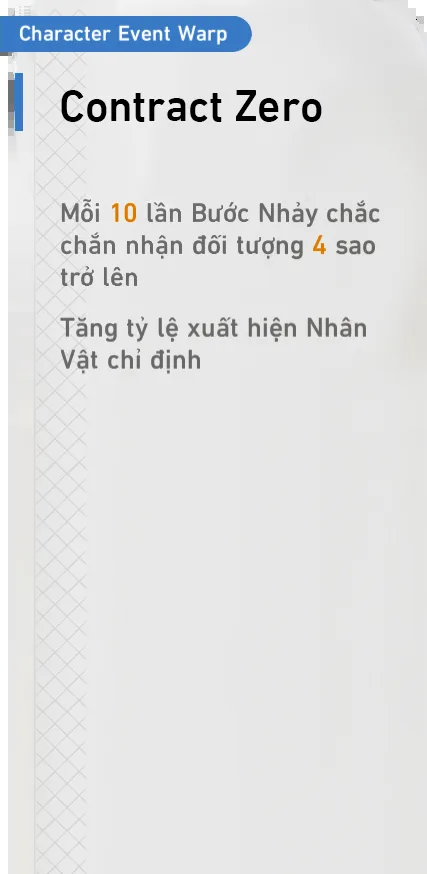 Character Event Warp
Contract Zero
Mỗi 10 lần Bước Nhảy chắc
chắn nhận đối tượng 4 sao
trở lên
Tăng tỷ lệ xuất hiện Nhân
Vật chỉ định